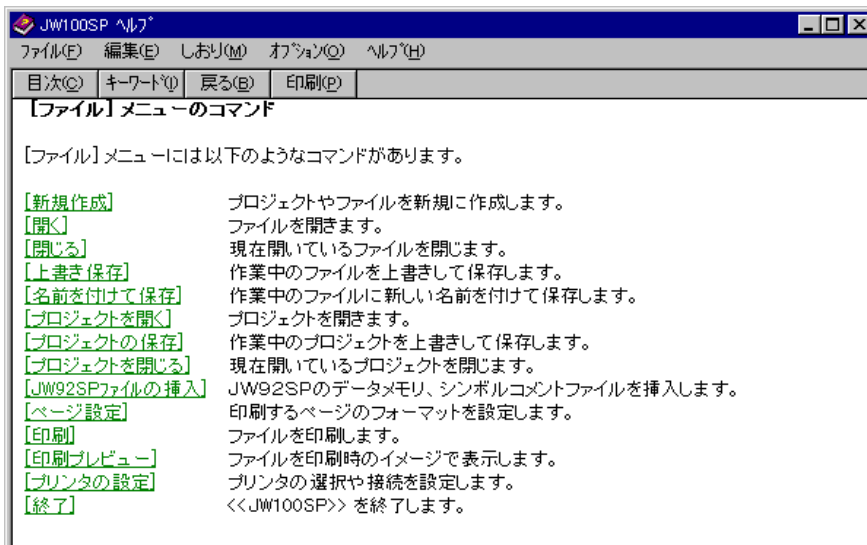 JW100SP ヘルプ
ファイル(F) 編集(E) しおり(M) オプション(O) ヘルプ(H)
目次(C) キーワード(I) 戻る(B) 印刷(P)
[ファイル]メニューのコマンド
[ファイル]メニューには以下のようなコマンドがあります。
[新規作成] プロジェクトやファイルを新規に作成します。
[開く] ファイルを開きます。
[閉じる] 現在開いているファイルを閉じます。
[上書き保存] 作業中のファイルを上書きして保存します。
[名前を付けて保存] 作業中のファイルに新しい名前を付けて保存します。
[プロジェクトを開く] プロジェクトを開きます。
[プロジェクトの保存] 作業中のプロジェクトを上書きして保存します。
[プロジェクトを閉じる] 現在開いているプロジェクトを閉じます。
[JW92SPファイルの挿入] JW92SPのデータメモリ、シンボルコメントファイルを挿入します。
[ページ設定] 印刷するページのフォーマットを設定します。
[印刷] ファイルを印刷します。
[印刷プレビュー] ファイルを印刷時のイメージで表示します。
[プリンタの設定] プリンタの選択や接続を設定します。
[終了] <<JW100SP>> を終了します。